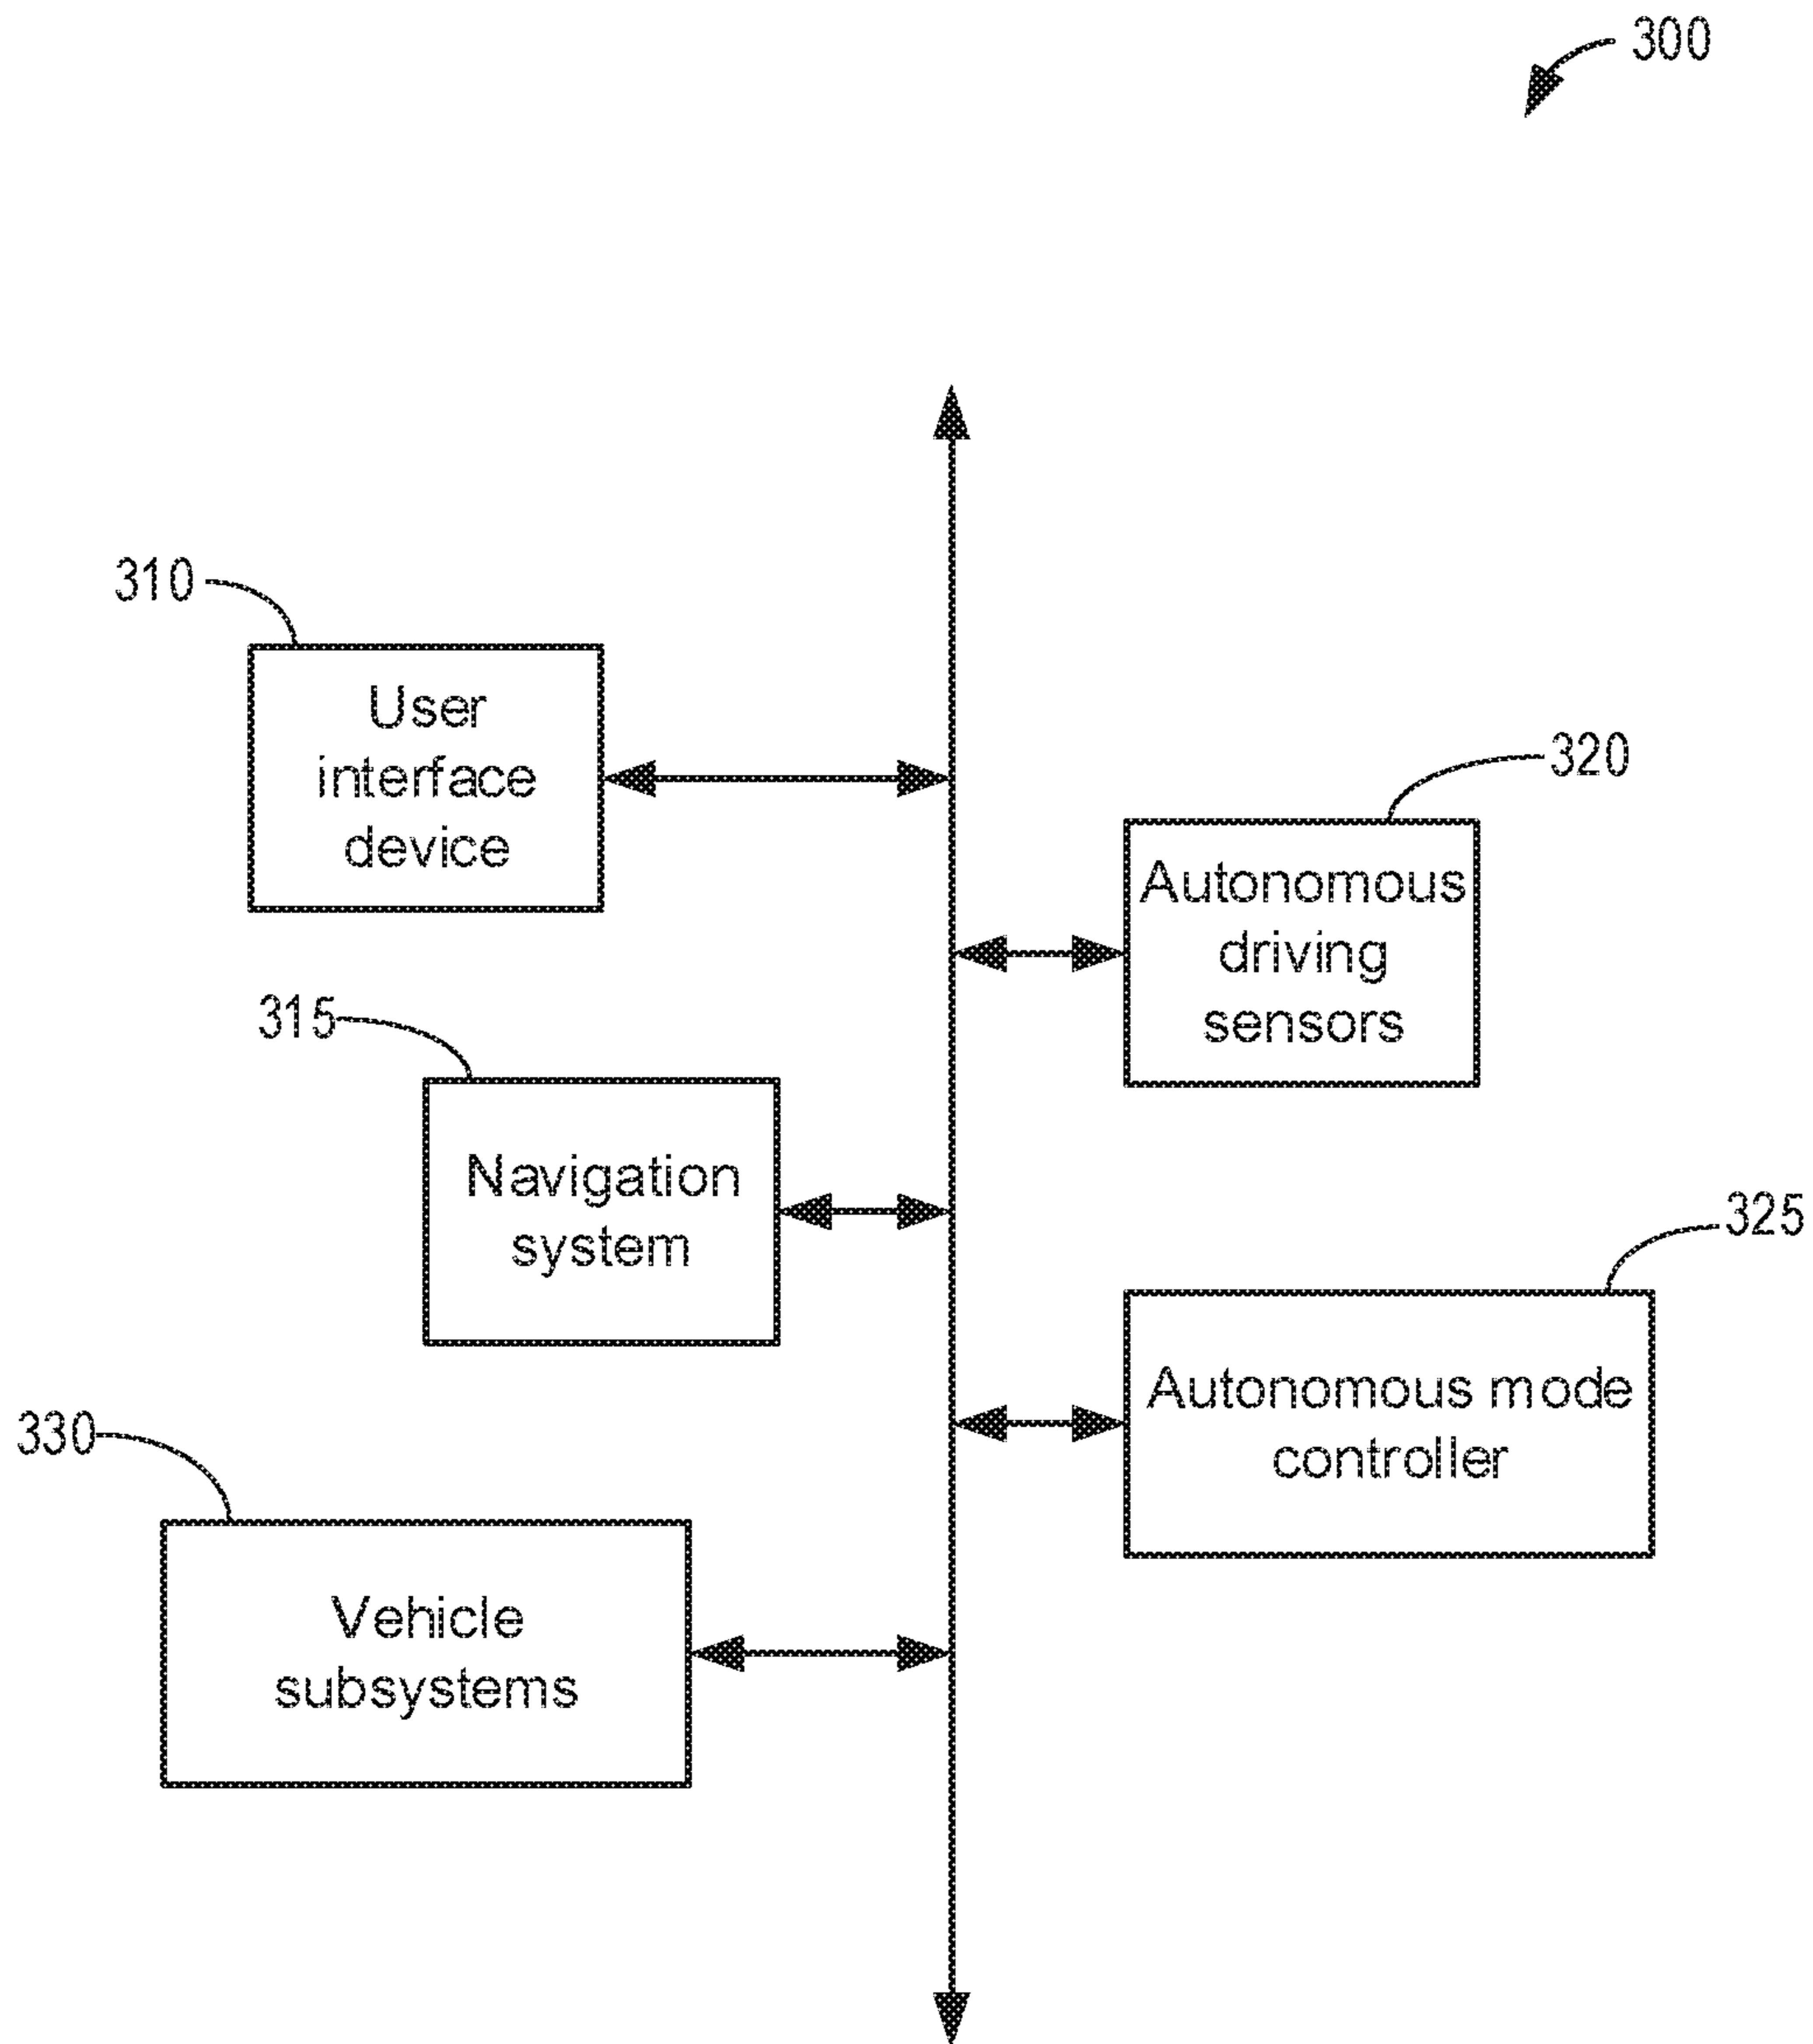 300
310
User
interface
device
320
Autonomous
driving
sensors
315
Navigation
system
325
Autonomous mode
controller
330
Vehicle
subsystems